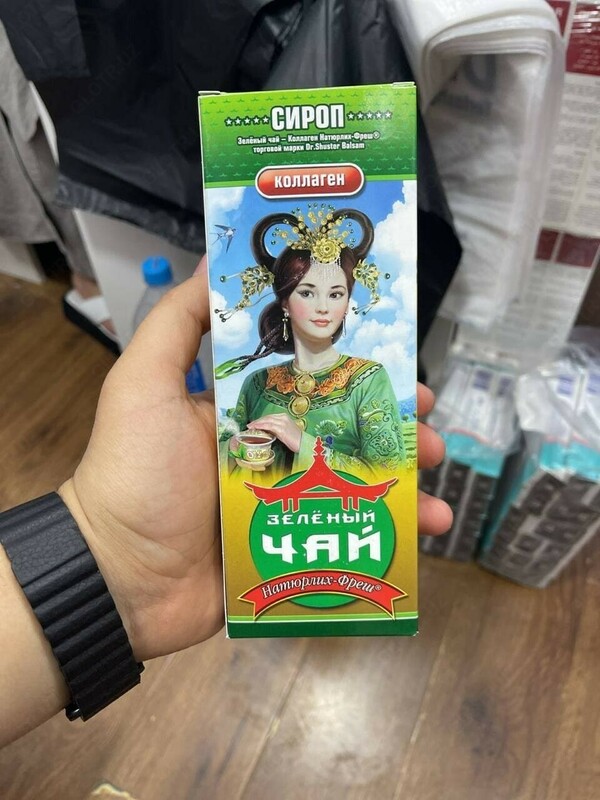 СИРОП
Зелёный чай – Коллаген Натюрлих-Фреш®
торговой марки Dr.Shuster Balsam
коллаген
ЗЕЛЁНЫЙ
ЧАЙ
Натюрлих-Фреш®